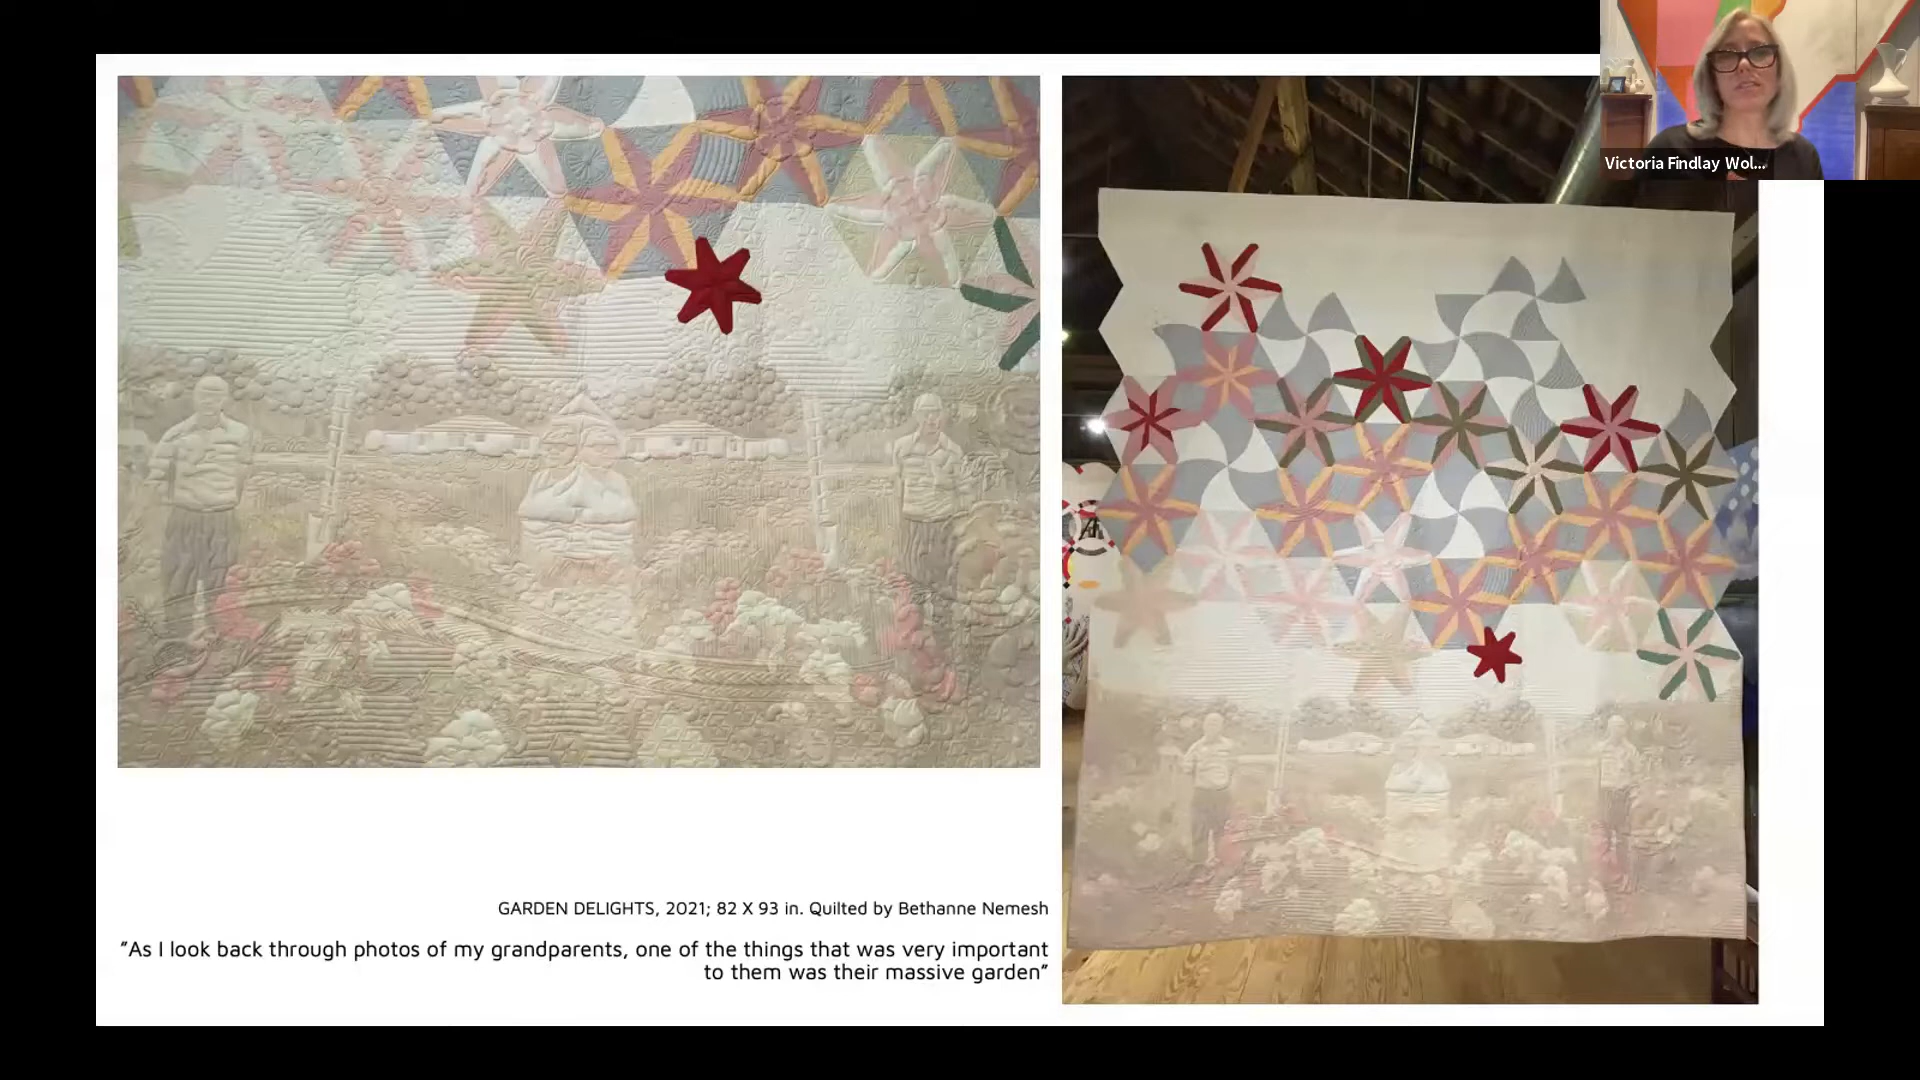 Victoria Findlay Wol...
GARDEN DELIGHTS, 2021; 82 X 93 in. Quilted by Bethanne Nemesh
"As I look back through photos of my grandparents, one of the things that was very important
to them was their massive garden"